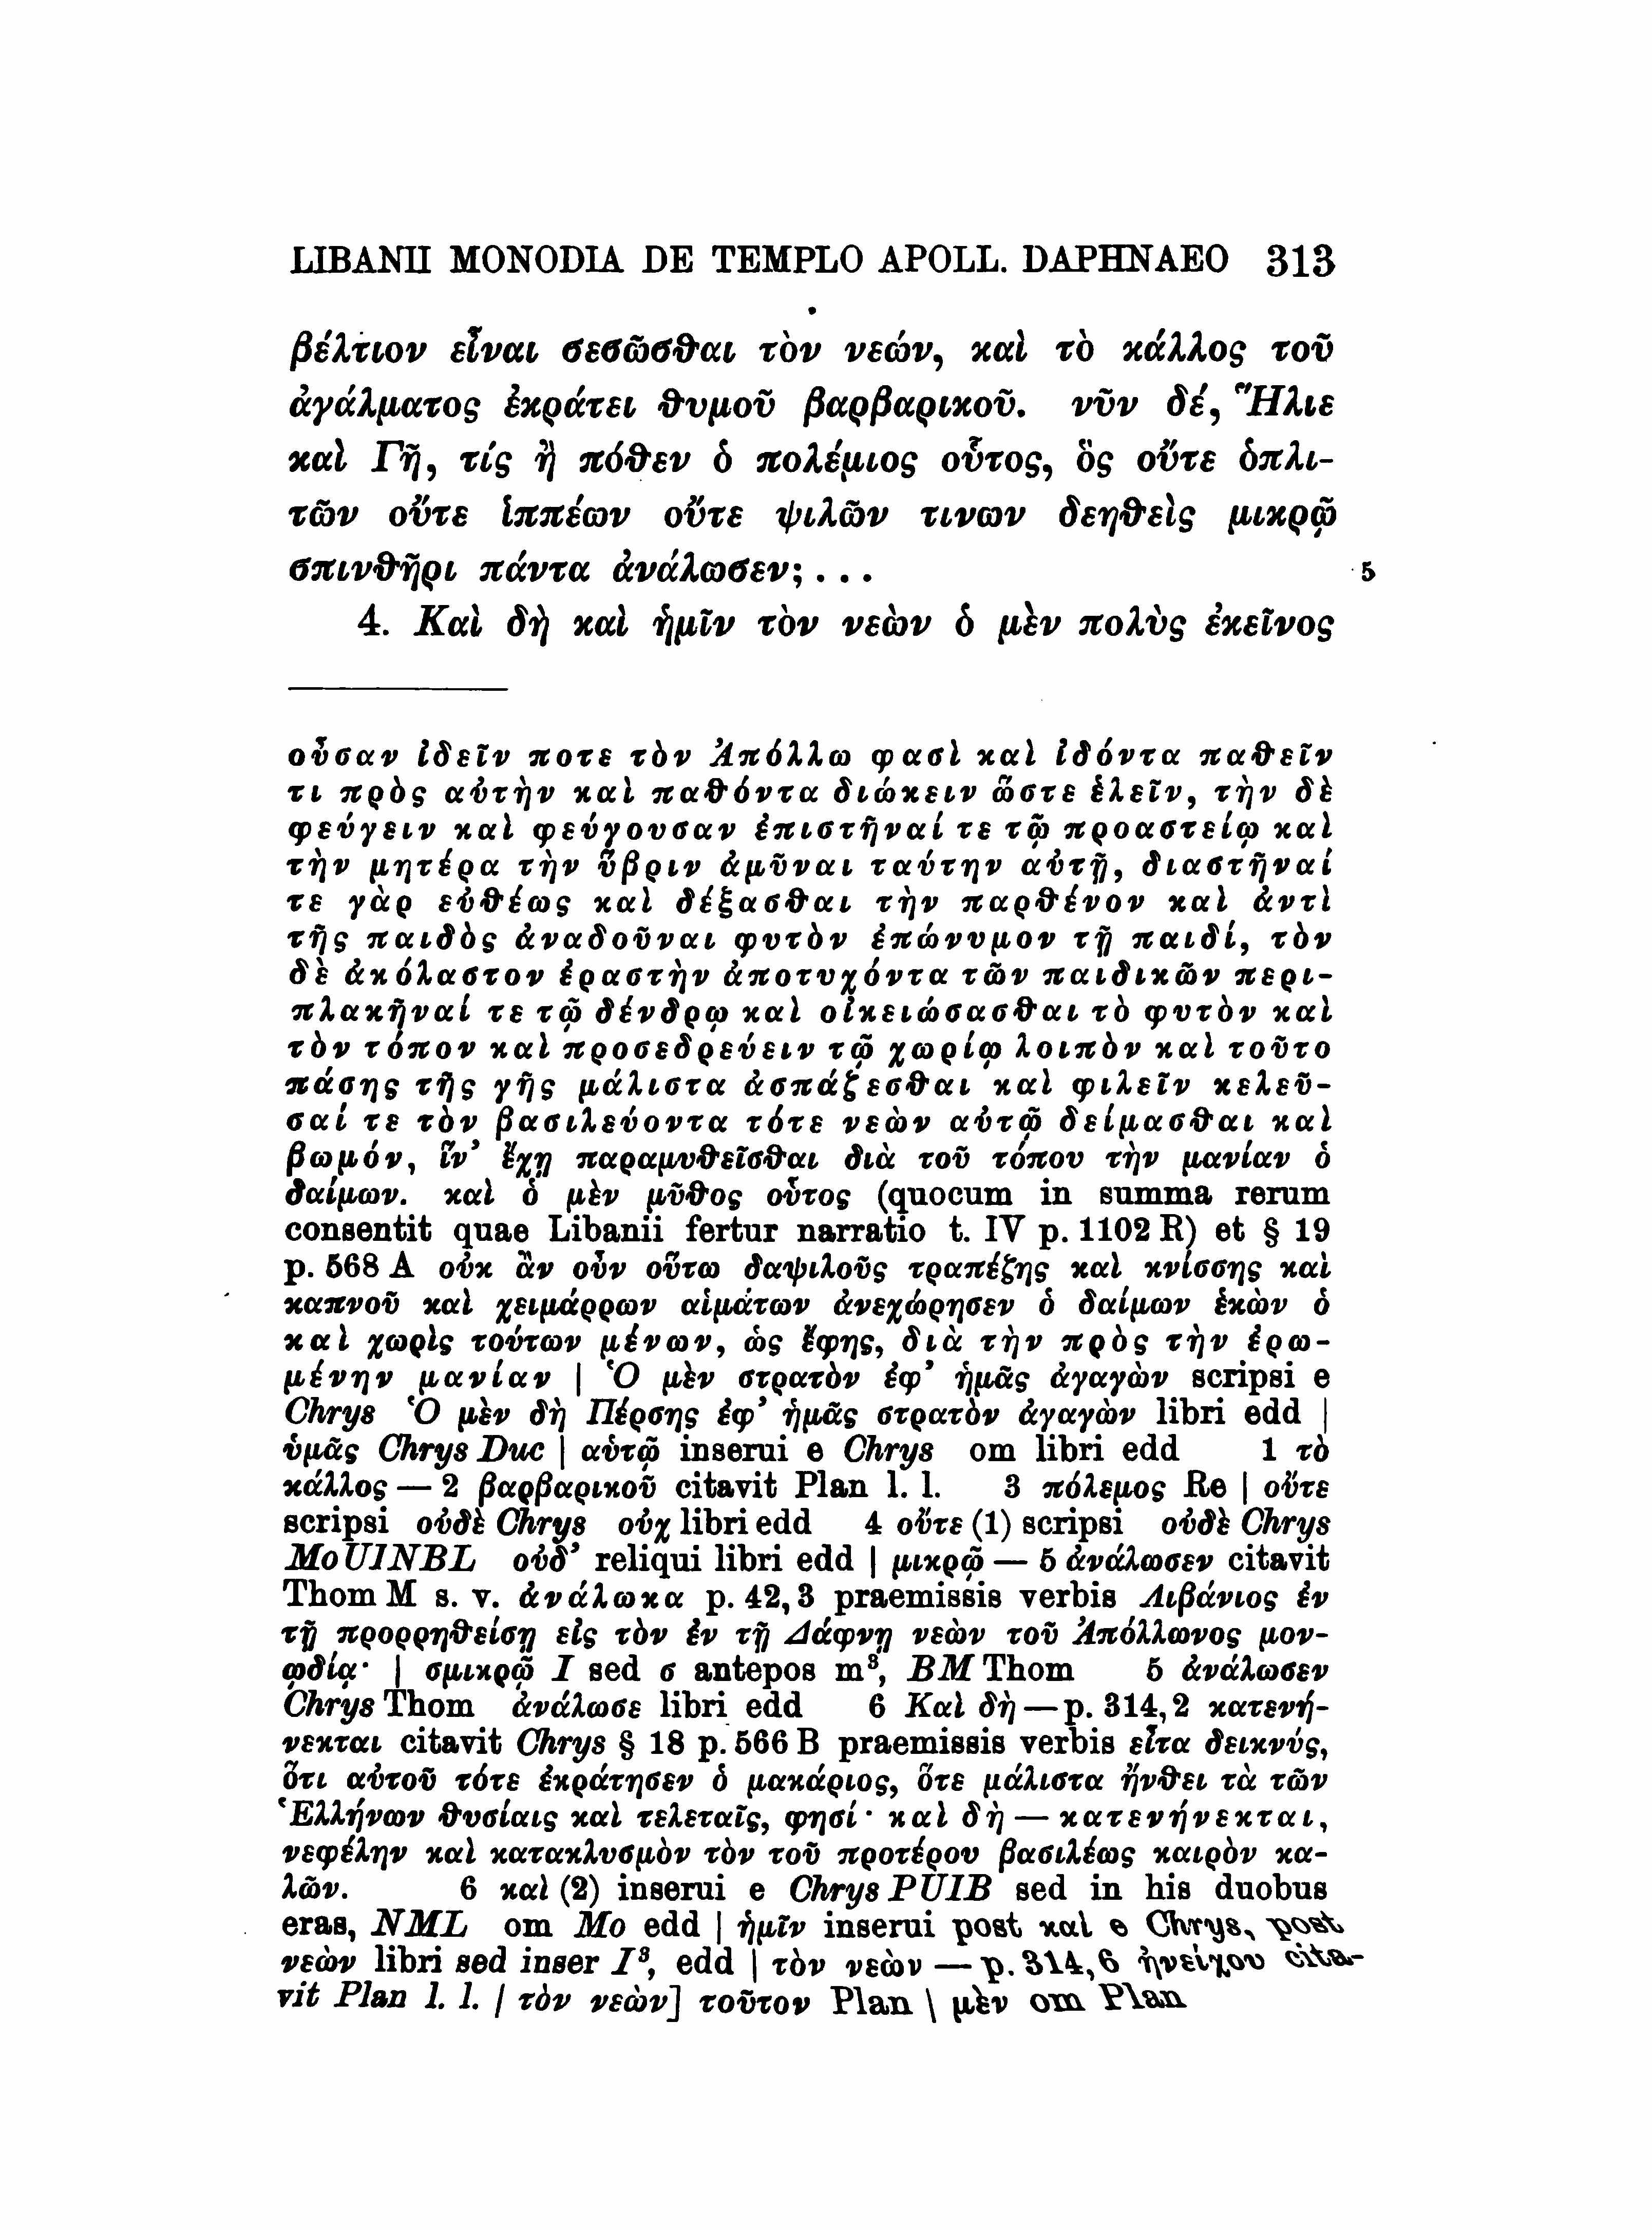 LIBANII MONODIA DE TEMPLO APOLL. DAPHNAEO 313
βέλτιον εἶναι σεσῶσθαι τὸν νεών, καὶ τὸ κάλλος τοῦ
ἀγάλματος ἐκράτει θυμοῦ βαρβαρικοῦ. νῦν δέ, Ἥλιε
καὶ Γῆ, τίς ἢ πόθεν ὁ πολέμιος οὗτος, ὃς οὔτε ὁπλι-
τῶν οὔτε ἱππέων οὔτε ψιλῶν τινων δεηθεὶς μικρῷ
σπινθῆρι πάντα ἀνάλωσεν; . . . 5
4. Καὶ δὴ καὶ ἡμῖν τὸν νεὼν ὁ μὲν πολὺς ἐκεῖνος
οὖσαν ἰδεῖν ποτε τὸν Ἀπόλλω φασὶ καὶ ἰδόντα παθεῖν
τι πρὸς αὐτὴν καὶ παθόντα διώκειν ὥστε ἑλεῖν, τὴν δὲ
φεύγειν καὶ φεύγουσαν ἐπιστῆναί τε τῷ προαστείῳ καὶ
τὴν μητέρα τὴν ὕβριν ἀμῦναι ταύτην αὐτῇ, διαστῆναί
τε γὰρ εὐθέως καὶ δέξασθαι τὴν παρθένον καὶ ἀντὶ
τῆς παιδὸς ἀναδοῦναι φυτὸν ἐπώνυμον τῇ παιδί, τὸν
δὲ ἀκόλαστον ἐραστὴν ἀποτυχόντα τῶν παιδικῶν περι-
πλακῆναί τε τῷ δένδρῳ καὶ οἰκειώσασθαι τὸ φυτὸν καὶ
τὸν τόπον καὶ προσεδρεύειν τῷ χωρίῳ λοιπὸν καὶ τοῦτο
πάσης τῆς γῆς μάλιστα ἀσπάζεσθαι καὶ φιλεῖν κελεῦ-
σαί τε τὸν βασιλεύοντα τότε νεὼν αὐτῷ δείμασθαι καὶ
βωμόν, ἵν’ ἔχῃ παραμυθεῖσθαι διὰ τοῦ τόπου τὴν μανίαν ὁ
δαίμων. καὶ ὁ μὲν μῦθος οὗτος (quocum in summa rerum
consentit quae Libanii fertur narratio t. IV p. 1102 R) et § 19
p. 568 A οὐκ ἂν οὖν οὕτω δαψιλοῦς τραπέζης καὶ κνίσσης καὶ
καπνοῦ καὶ χειμάρρων αἱμάτων ἀνεχώρησεν ὁ δαίμων ἑκὼν ὁ
καὶ χωρὶς τούτων μένων, ὡς ἔφης, διὰ τὴν πρὸς τὴν ἐρω-
μένην μανίαν | Ὁ μὲν στρατὸν ἐφ’ ἡμᾶς ἀγαγὼν scripsi e
Chrys Ὁ μὲν δὴ Πέρσης ἐφ’ ἡμᾶς στρατὸν ἀγαγὼν libri edd |
ὑμᾶς Chrys Duc | αὑτῷ inserui e Chrys om libri edd 1 τὸ
κάλλος — 2 βαρβαρικοῦ citavit Plan l. l. 3 πόλεμος Re | οὔτε
scripsi οὐδὲ Chrys οὐχ libri edd 4 οὔτε (1) scripsi οὐδὲ Chrys
Mo UINBL οὐδ’ reliqui libri edd | μικρῷ — 5 ἀνάλωσεν citavit
Thom M s. v. ἀνάλωκα p. 42, 3 praemissis verbis Λιβάνιος ἐν
τῇ προρρηθείσῃ εἰς τὸν ἐν τῇ Δάφνῃ νεὼν τοῦ Ἀπόλλωνος μον-
ῳδίᾳ· | σμικρῷ I sed σ antepos m³, BM Thom 5 ἀνάλωσεν
Chrys Thom ἀνάλωσε libri edd 6 Καὶ δὴ — p. 314, 2 κατενή-
νεκται citavit Chrys § 18 p. 566 B praemissis verbis εἶτα δεικνύς,
ὅτι αὐτοῦ τότε ἐκράτησεν ὁ μακάριος, ὅτε μάλιστα ἤνθει τὰ τῶν
Ἑλλήνων θυσίαις καὶ τελεταῖς, φησί· καὶ δὴ — κατενήνεκται,
νεφέλην καὶ κατακλυσμὸν τὸν τοῦ προτέρου βασιλέως καιρὸν κα-
λῶν. 6 καὶ (2) inserui e Chrys PUIB sed in his duobus
eras, NML om Mo edd | ἡμῖν inserui post καὶ e Chrys, post
νεὼν libri sed inser I³, edd | τὸν νεὼν — p. 314, 6 ἠνείχου cita-
vit Plan l. l. | τὸν νεὼν] τοῦτον Plan | μὲν om Plan